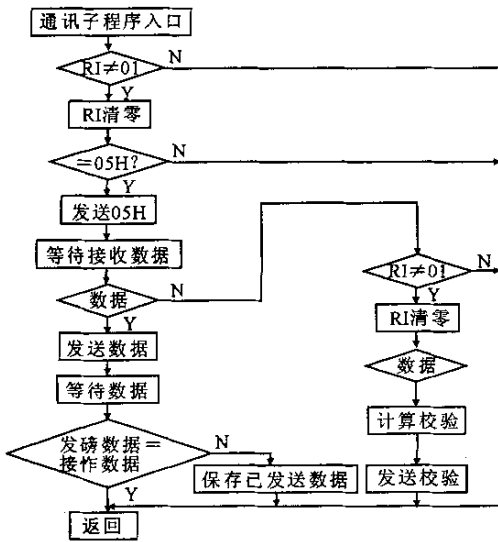 通讯子程序入口
RI≠01
N
Y
RI清零
=05H?
N
Y
发送05H
等待接收数据
数据
N
Y
发送数据
等待数据
发磅数据=
接作数据
N
Y
保存已发送数据
返回
RI≠01
N
Y
RI清零
数据
计算校验
发送校验